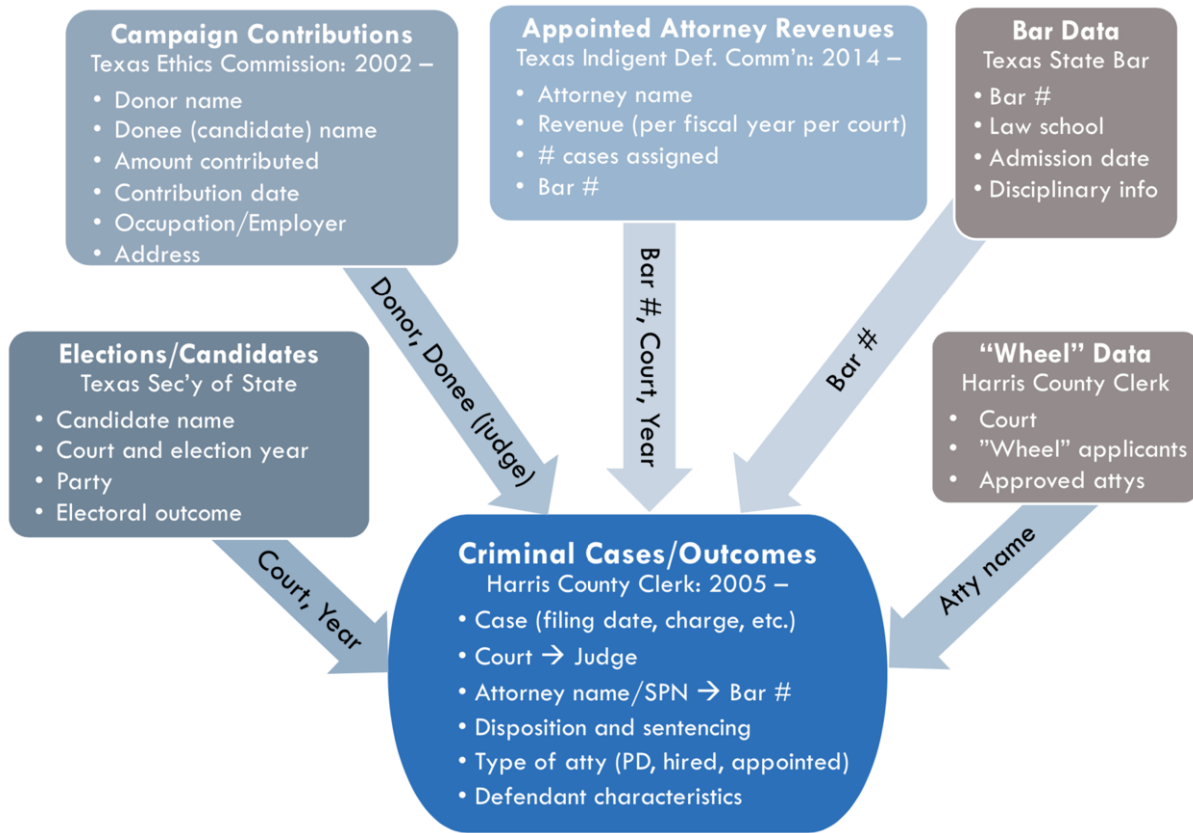 Campaign Contributions
Texas Ethics Commission: 2002 –
• Donor name
• Donee (candidate) name
• Amount contributed
• Contribution date
• Occupation/Employer
• Address
Appointed Attorney Revenues
Texas Indigent Def. Comm'n: 2014 –
• Attorney name
• Revenue (per fiscal year per court)
• # cases assigned
• Bar #
Bar Data
Texas State Bar
• Bar #
• Law school
• Admission date
• Disciplinary info
Donor, Donee (judge)
Bar #, Court, Year
Bar #
Elections/Candidates
Texas Sec'y of State
• Candidate name
• Court and election year
• Party
• Electoral outcome
"Wheel" Data
Harris County Clerk
• Court
• "Wheel" applicants
• Approved attys
Court, Year
Atty name
Criminal Cases/Outcomes
Harris County Clerk: 2005 –
• Case (filing date, charge, etc.)
• Court → Judge
• Attorney name/SPN → Bar #
• Disposition and sentencing
• Type of atty (PD, hired, appointed)
• Defendant characteristics